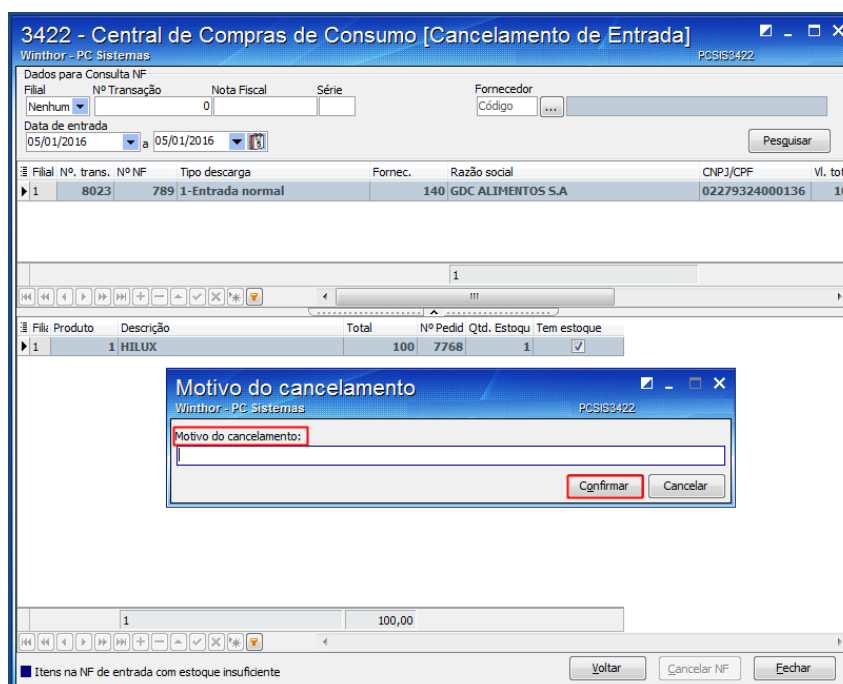 3422 - Central de Compras de Consumo [Cancelamento de Entrada]
Winthor - PC Sistemas PCSIS3422
Dados para Consulta NF
Filial Nº Transação Nota Fiscal Série Fornecedor
Nenhum 0 Código ...
Data de entrada
05/01/2016 a 05/01/2016 Pesquisar
Filial Nº. trans. Nº NF Tipo descarga Fornec. Razão social CNPJ/CPF Vl. tot
1 8023 789 1-Entrada normal 140 GDC ALIMENTOS S.A 02279324000136 10
1
Filia Produto Descrição Total Nº Pedid Qtd. Estoqu Tem estoque
1 1 HILUX 100 7768 1
Motivo do cancelamento
Winthor - PC Sistemas PCSIS3422
Motivo do cancelamento:
Confirmar Cancelar
1 100,00
Itens na NF de entrada com estoque insuficiente Voltar Cancelar NF Fechar